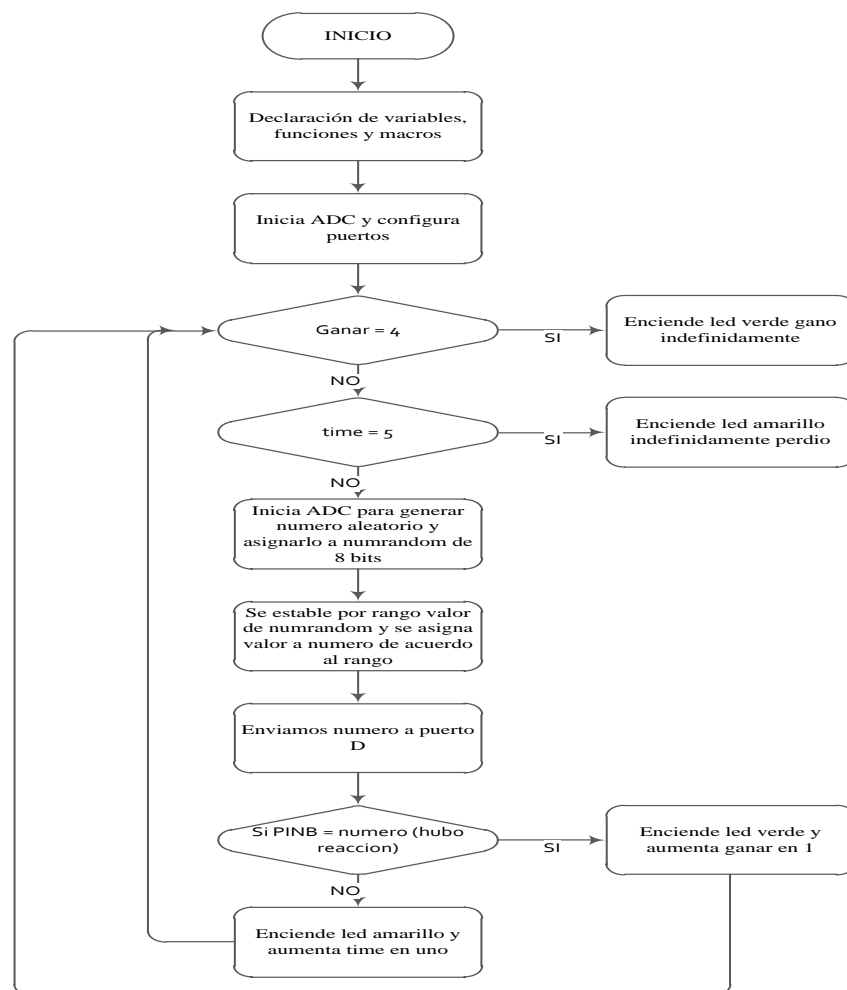 INICIO
Declaración de variables,
funciones y macros
Inicia ADC y configura
puertos
Ganar = 4
SI
Enciende led verde gano
indefinidamente
NO
time = 5
SI
Enciende led amarillo
indefinidamente perdio
NO
Inicia ADC para generar
numero aleatorio y
asignarlo a numrandom de
8 bits
Se estable por rango valor
de numrandom y se asigna
valor a numero de acuerdo
al rango
Enviamos numero a puerto
D
Si PINB = numero (hubo
reaccion)
SI
Enciende led verde y
aumenta ganar en 1
NO
Enciende led amarillo y
aumenta time en uno